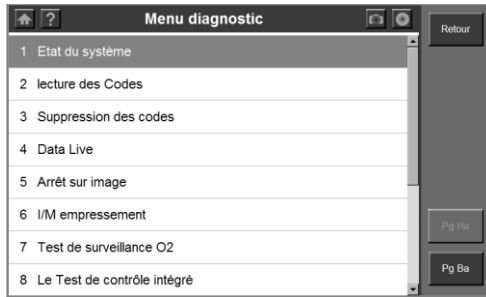 ?
Menu diagnostic
Retour
1 Etat du système
2 lecture des Codes
3 Suppression des codes
4 Data Live
5 Arrêt sur image
6 I/M empressement
7 Test de surveillance O2
8 Le Test de contrôle intégré
Pg Ha
Pg Ba